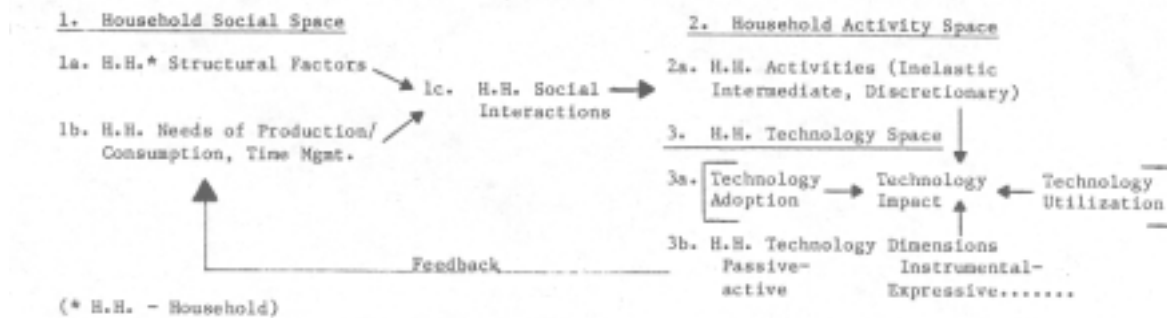 1. Household Social Space
1a. H.H.* Structural Factors
1b. H.H. Needs of Production/
Consumption, Time Mgmt.
1c. H.H. Social
Interactions
2. Household Activity Space
2a. H.H. Activities (Inelastic
Intermediate, Discretionary)
3. H.H. Technology Space
3a. Technology Adoption
Technology Impact
Technology Utilization
3b. H.H. Technology Dimensions
Passive-
active
Instrumental-
Expressive.......
Feedback
(* H.H. - Household)